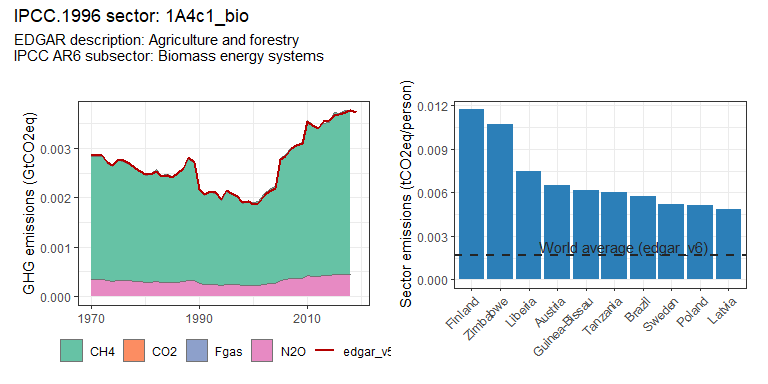 IPCC.1996 sector: 1A4c1_bio
EDGAR description: Agriculture and forestry
IPCC AR6 subsector: Biomass energy systems
GHG emissions (GtCO2eq)
0.003
0.002
0.001
0.000
1970
1990
2010
CH4
CO2
Fgas
N2O
edgar_v5
Sector emissions (tCO2eq/person)
0.012
0.009
0.006
0.003
0.000
World average (edgar_v6)
Finland
Zimbabwe
Liberia
Austria
Guinea-Bissau
Tanzania
Brazil
Sweden
Poland
Latvia